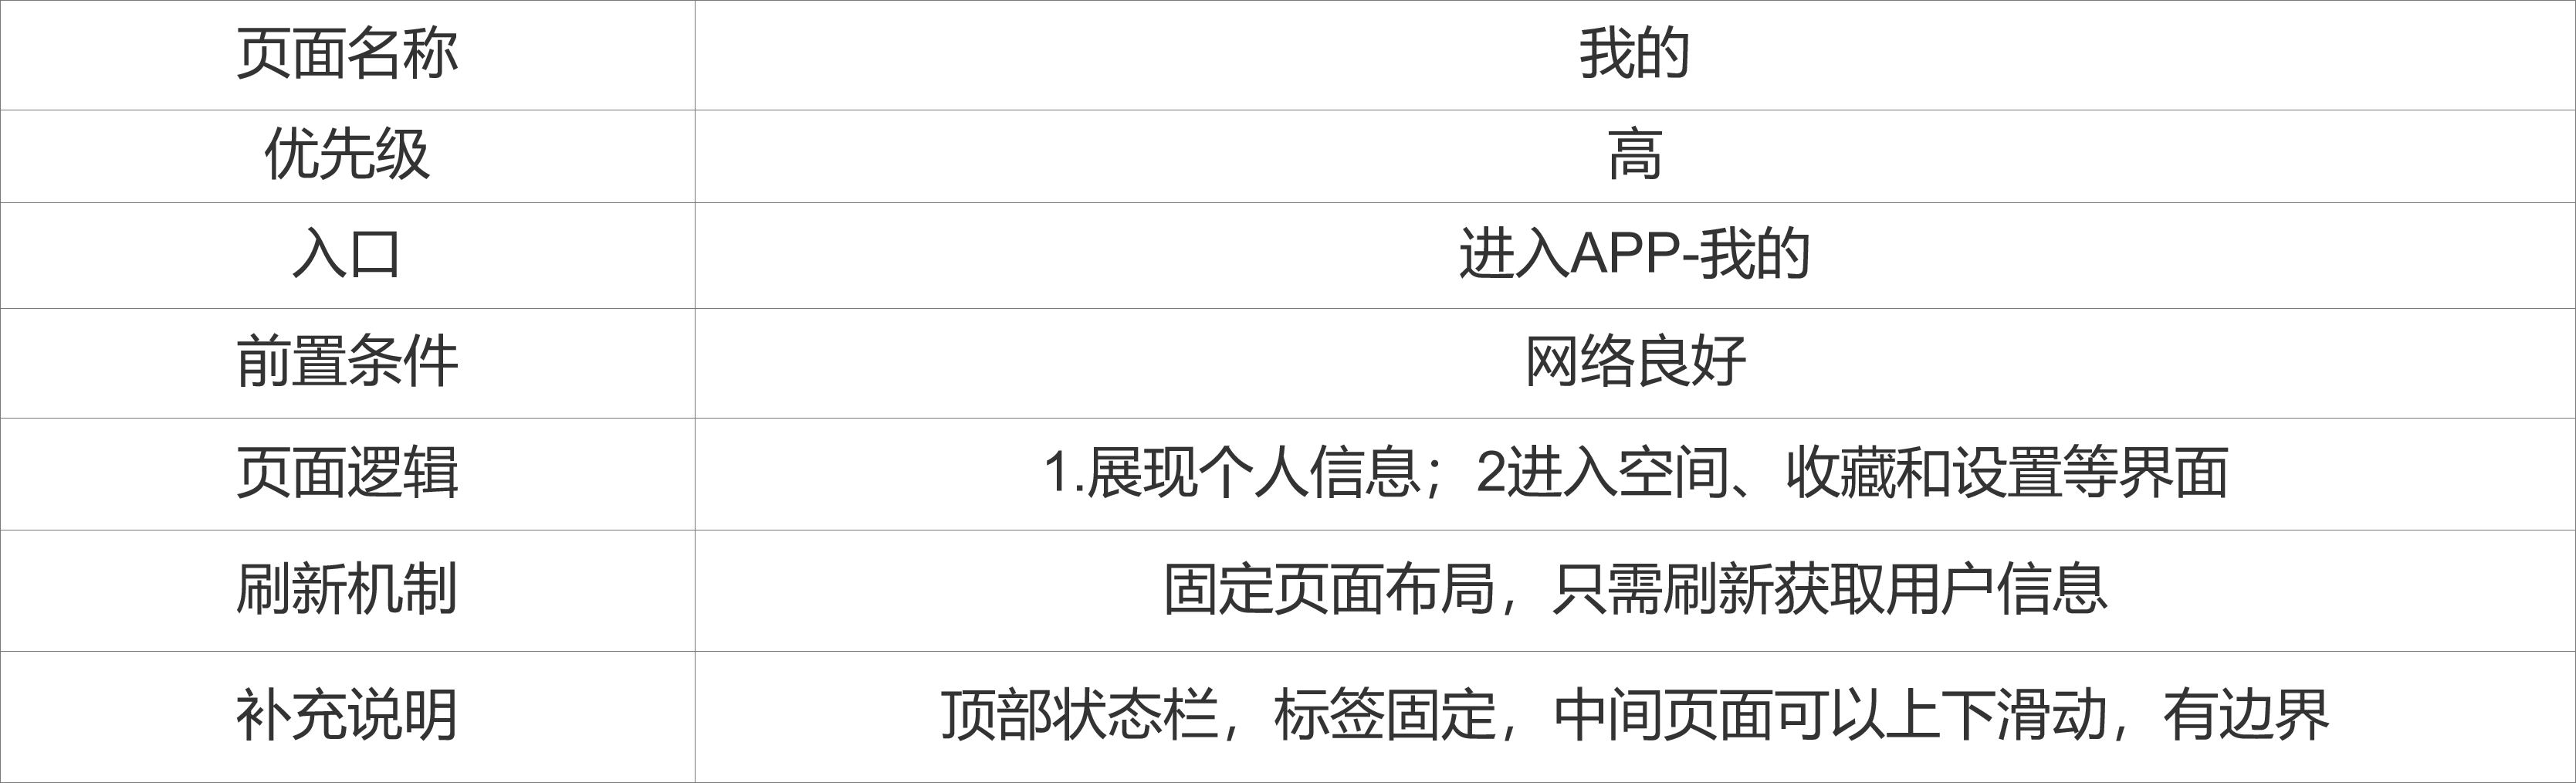 页面名称 我的
优先级 高
入口 进入APP-我的
前置条件 网络良好
页面逻辑 1.展现个人信息；2进入空间、收藏和设置等界面
刷新机制 固定页面布局，只需刷新获取用户信息
补充说明 顶部状态栏，标签固定，中间页面可以上下滑动，有边界